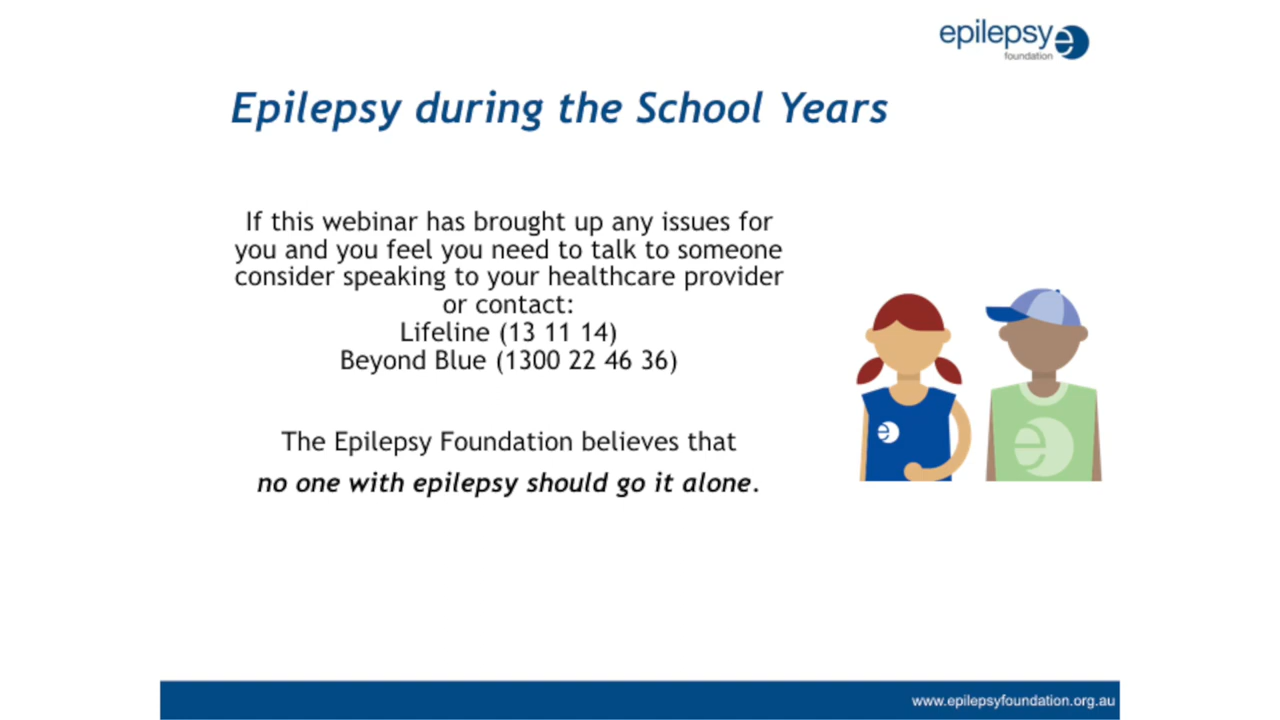 epilepsy
foundation
Epilepsy during the School Years
If this webinar has brought up any issues for
you and you feel you need to talk to someone
consider speaking to your healthcare provider
or contact:
Lifeline (13 11 14)
Beyond Blue (1300 22 46 36)
The Epilepsy Foundation believes that
no one with epilepsy should go it alone.
www.epilepsyfoundation.org.au